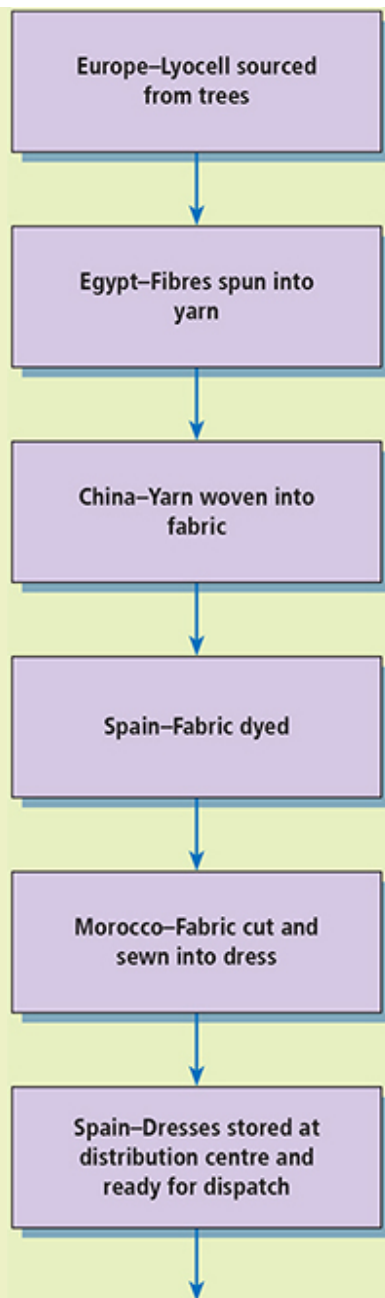 Europe–Lyocell sourced
from trees
Egypt–Fibres spun into
yarn
China–Yarn woven into
fabric
Spain–Fabric dyed
Morocco–Fabric cut and
sewn into dress
Spain–Dresses stored at
distribution centre and
ready for dispatch